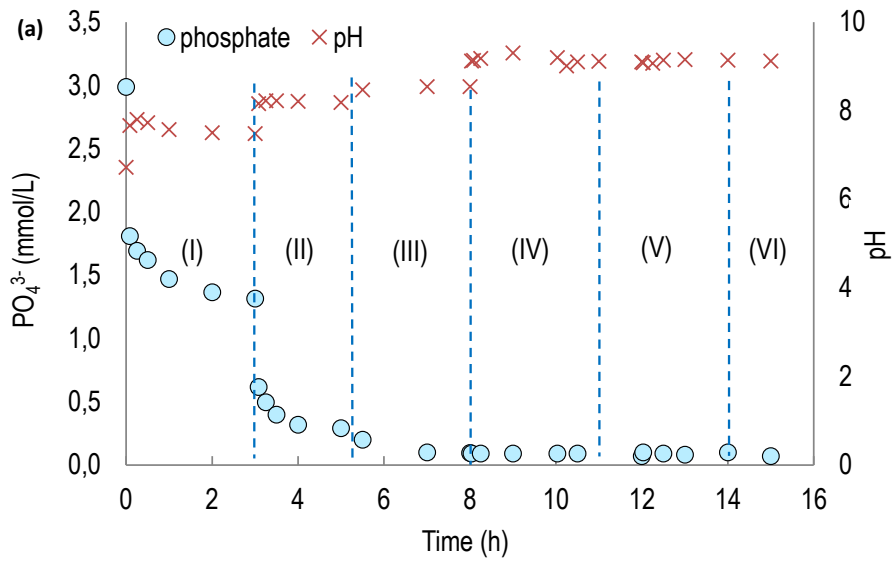 (a)
phosphate
pH
3,5
3,0
2,5
2,0
1,5
1,0
0,5
0,0
PO₄³⁻ (mmol/L)
10
8
6
4
2
0
pH
(I)
(II)
(III)
(IV)
(V)
(VI)
0
2
4
6
8
10
12
14
16
Time (h)